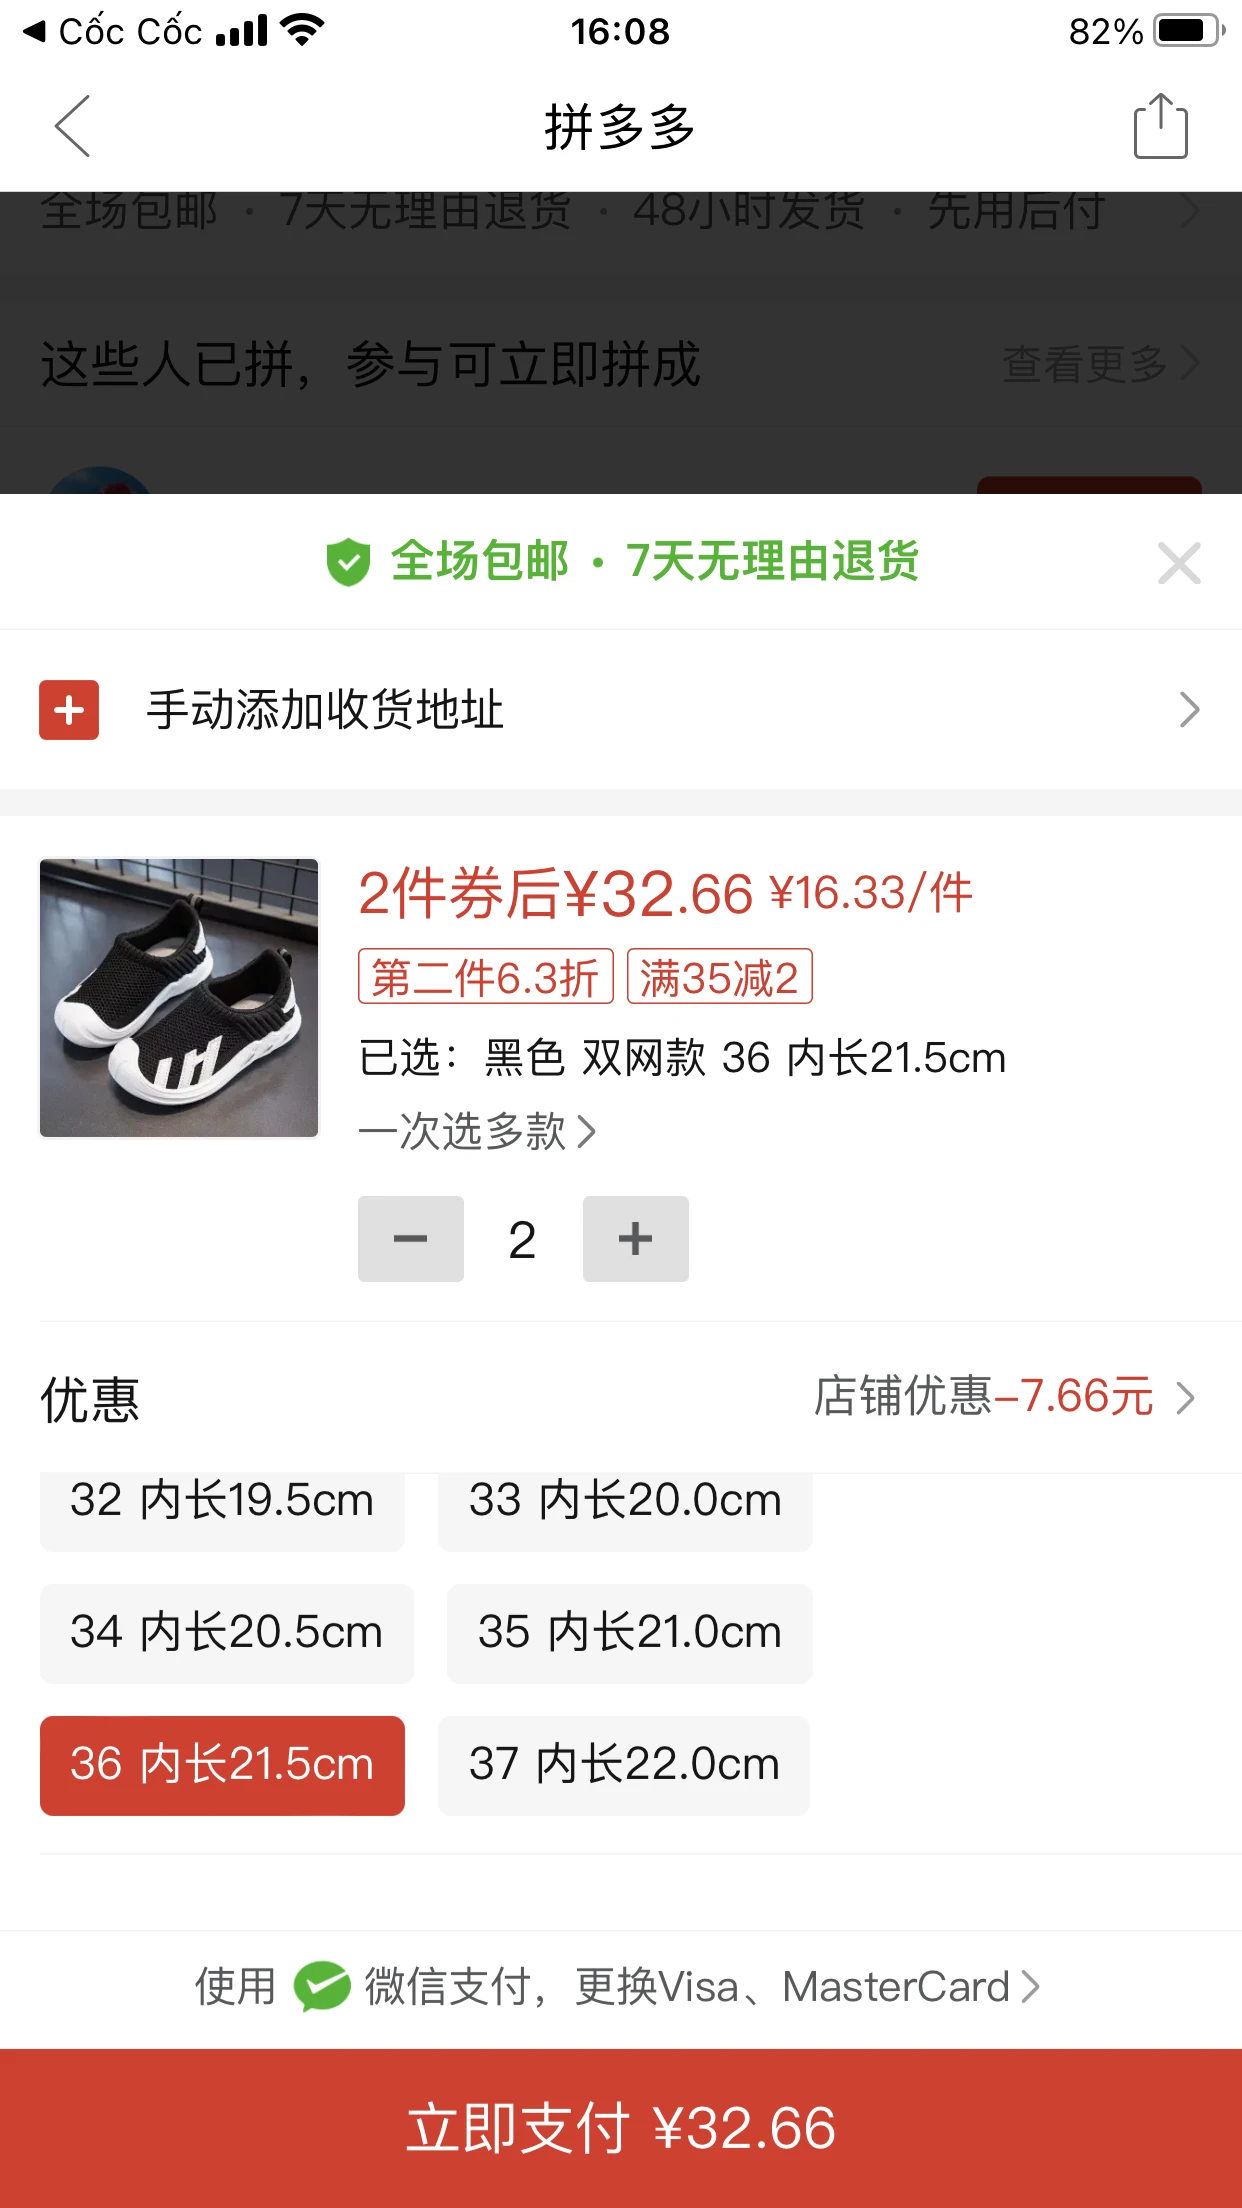 Cốc Cốc 16:08 82%
拼多多
全场包邮 · 7天无理由退货 · 48小时发货 · 先用后付
这些人已拼，参与可立即拼成 查看更多
全场包邮 · 7天无理由退货
手动添加收货地址
2件券后¥32.66 ¥16.33/件
第二件6.3折 满35减2
已选：黑色 双网款 36 内长21.5cm
一次选多款
2
优惠 店铺优惠-7.66元
32 内长19.5cm 33 内长20.0cm
34 内长20.5cm 35 内长21.0cm
36 内长21.5cm 37 内长22.0cm
使用 微信支付，更换Visa、MasterCard
立即支付 ¥32.66